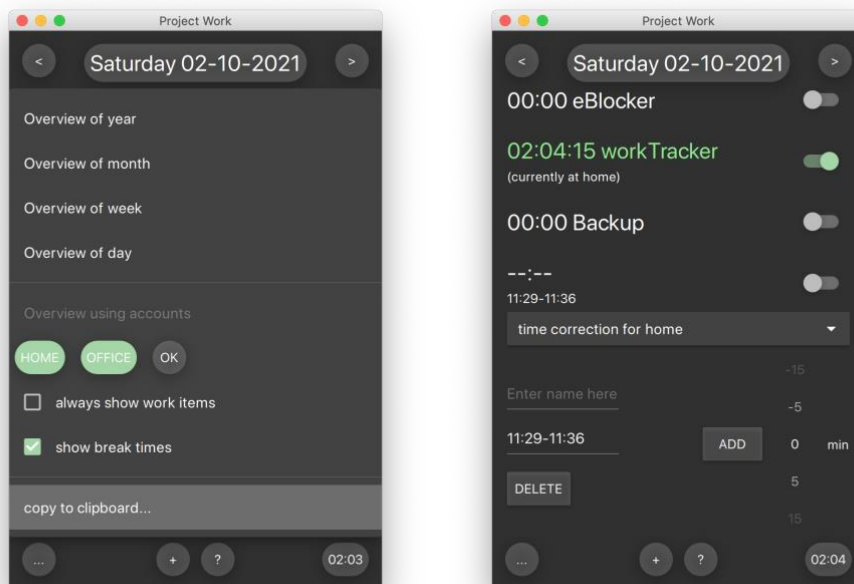 Project Work
< Saturday 02-10-2021 >
Overview of year
Overview of month
Overview of week
Overview of day
Overview using accounts
HOME OFFICE OK
always show work items
show break times
copy to clipboard...
... + ? 02:03
Project Work
< Saturday 02-10-2021 >
00:00 eBlocker
02:04:15 workTracker
(currently at home)
00:00 Backup
--:--
11:29-11:36
time correction for home
-15
Enter name here
-5
11:29-11:36 ADD 0 min
DELETE 5
15
... + ? 02:04